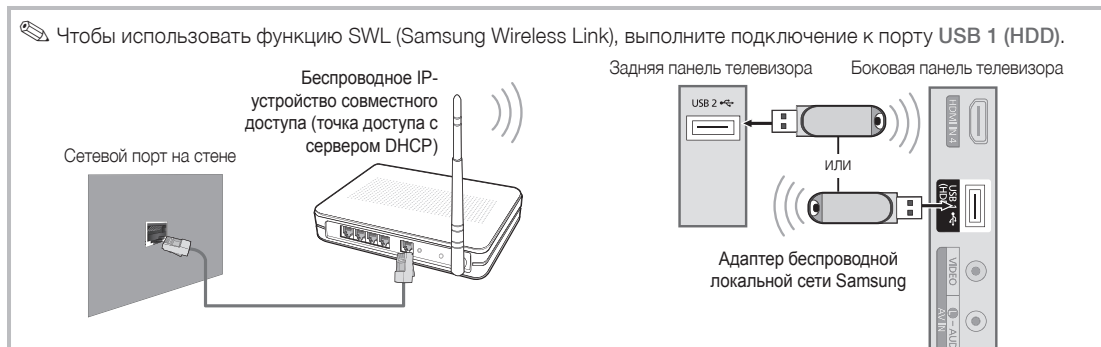 Чтобы использовать функцию SWL (Samsung Wireless Link), выполните подключение к порту USB 1 (HDD).
Беспроводное IP-
устройство совместного
доступа (точка доступа с
сервером DHCP)
Сетевой порт на стене
Задняя панель телевизора
Боковая панель телевизора
USB 2
или
HDMI IN 4
USB 1
(HDD)
Адаптер беспроводной
локальной сети Samsung
VIDEO
L – AUD
AV IN